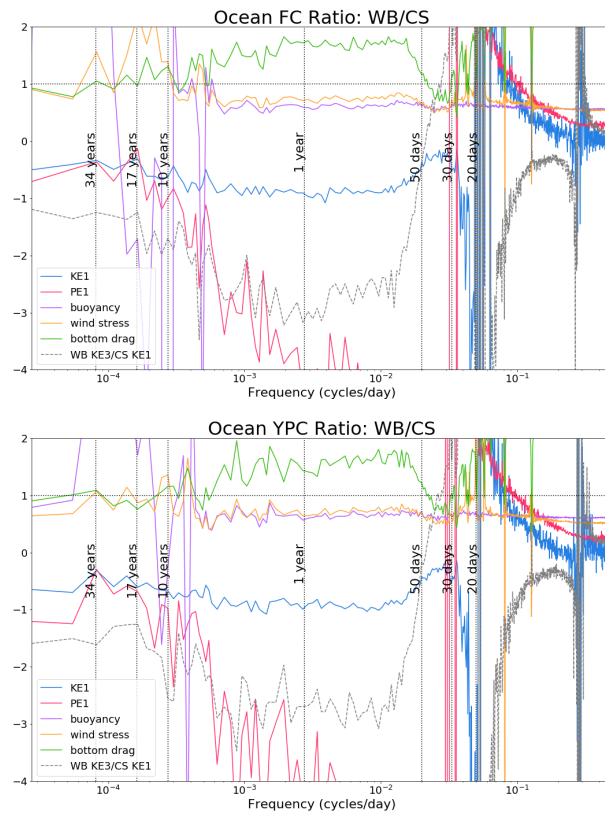 Ocean FC Ratio: WB/CS
2
1
0
−1
−2
−3
−4
34 years
17 years
10 years
1 year
50 days
30 days
20 days
KE1
PE1
buoyancy
wind stress
bottom drag
WB KE3/CS KE1
10⁻⁴
10⁻³
10⁻²
10⁻¹
Frequency (cycles/day)
Ocean YPC Ratio: WB/CS
2
1
0
−1
−2
−3
−4
34 years
17 years
10 years
1 year
50 days
30 days
20 days
KE1
PE1
buoyancy
wind stress
bottom drag
WB KE3/CS KE1
10⁻⁴
10⁻³
10⁻²
10⁻¹
Frequency (cycles/day)